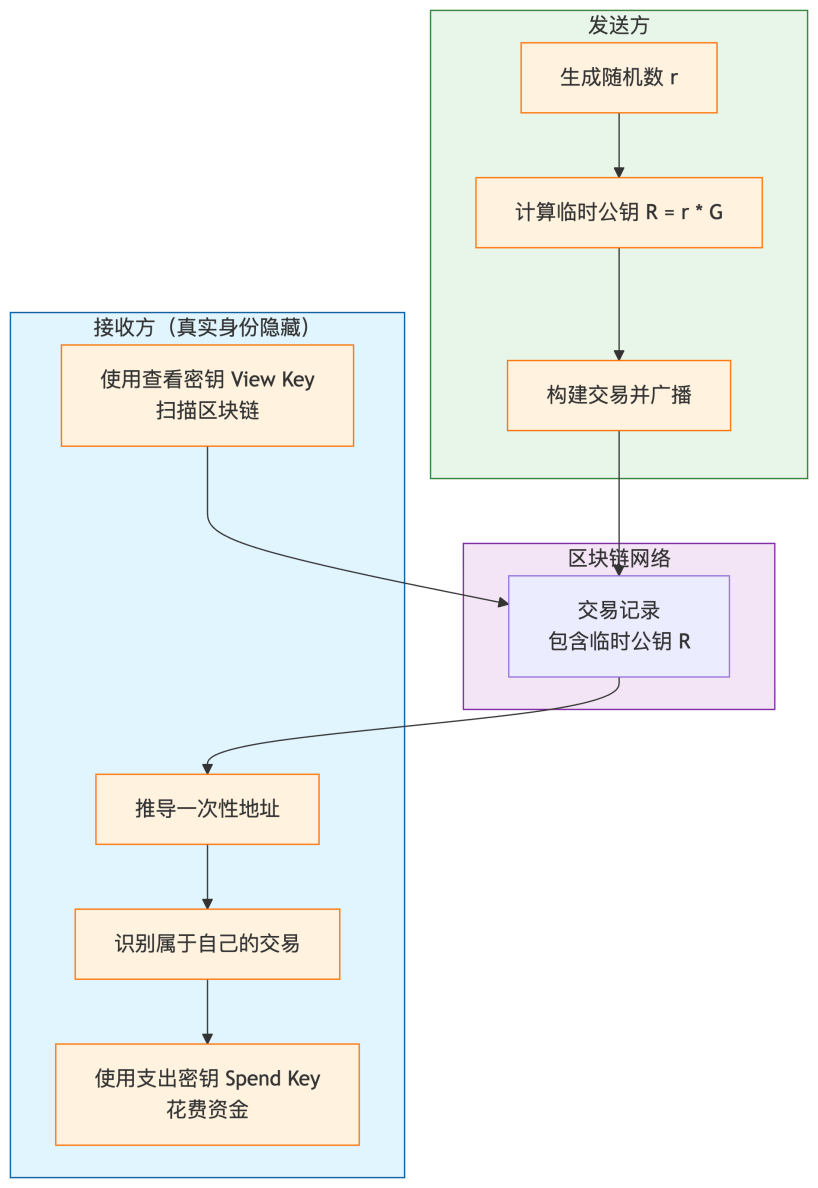 发送方
生成随机数 r
计算临时公钥 R = r * G
构建交易并广播
接收方（真实身份隐藏）
使用查看密钥 View Key
扫描区块链
区块链网络
交易记录
包含临时公钥 R
推导一次性地址
识别属于自己的交易
使用支出密钥 Spend Key
花费资金